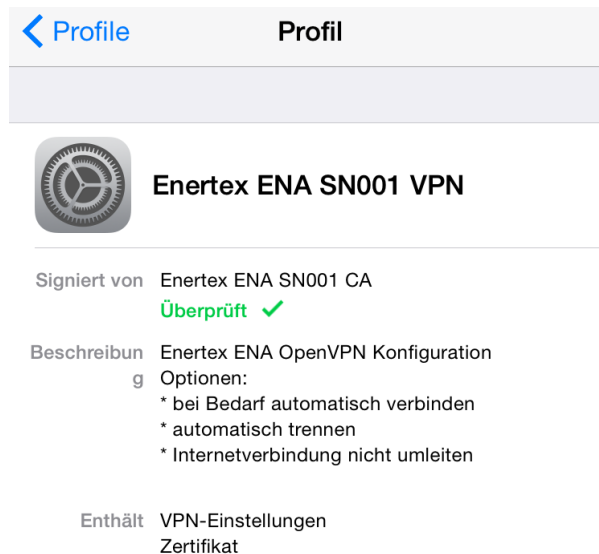 Profile Profil
Enertex ENA SN001 VPN
Signiert von Enertex ENA SN001 CA
Überprüft ✓
Beschreibun Enertex ENA OpenVPN Konfiguration
g Optionen:
* bei Bedarf automatisch verbinden
* automatisch trennen
* Internetverbindung nicht umleiten
Enthält VPN-Einstellungen
Zertifikat